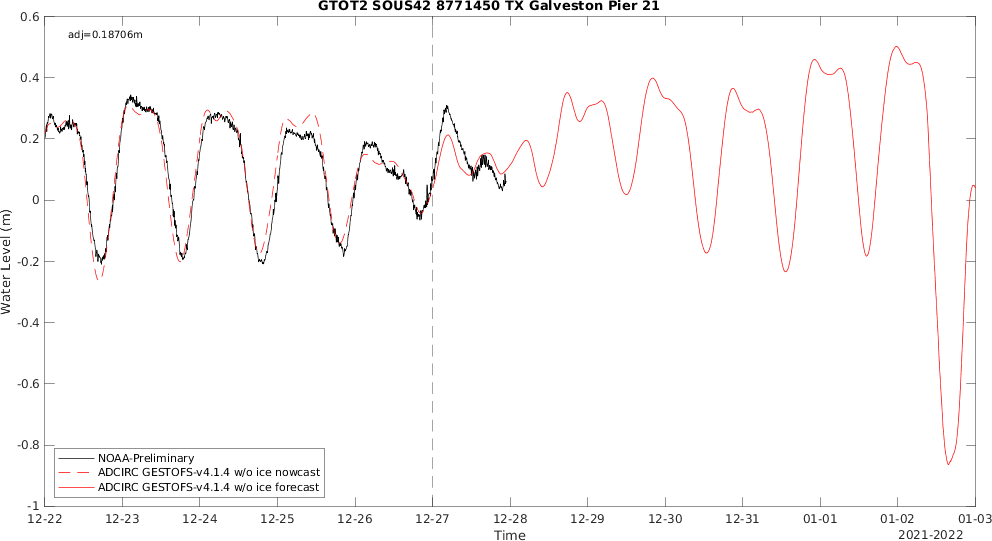 GTOT2 SOUS42 8771450 TX Galveston Pier 21
adj=0.18706m
0.6
0.4
0.2
0
-0.2
-0.4
-0.6
-0.8
-1
Water Level (m)
NOAA-Preliminary
ADCIRC GESTOFS-v4.1.4 w/o ice nowcast
ADCIRC GESTOFS-v4.1.4 w/o ice forecast
12-22 12-23 12-24 12-25 12-26 12-27 12-28 12-29 12-30 12-31 01-01 01-02 01-03
Time
2021-2022